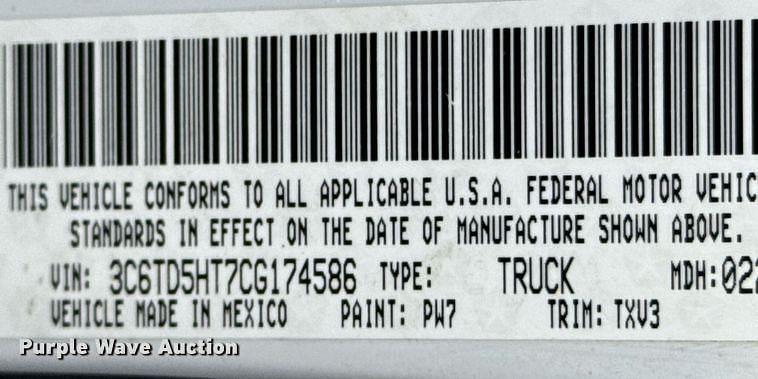 THIS VEHICLE CONFORMS TO ALL APPLICABLE U.S.A. FEDERAL MOTOR VEHIC
STANDARDS IN EFFECT ON THE DATE OF MANUFACTURE SHOWN ABOVE.
VIN: 3C6TD5HT7CG174586 TYPE: TRUCK MDH:022
VEHICLE MADE IN MEXICO PAINT: PW7 TRIM: TXV3
Purple Wave Auction